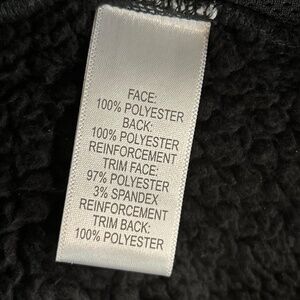 FACE:
100% POLYESTER
BACK:
100% POLYESTER
REINFORCEMENT
TRIM FACE:
97% POLYESTER
3% SPANDEX
REINFORCEMENT
TRIM BACK:
100% POLYESTER